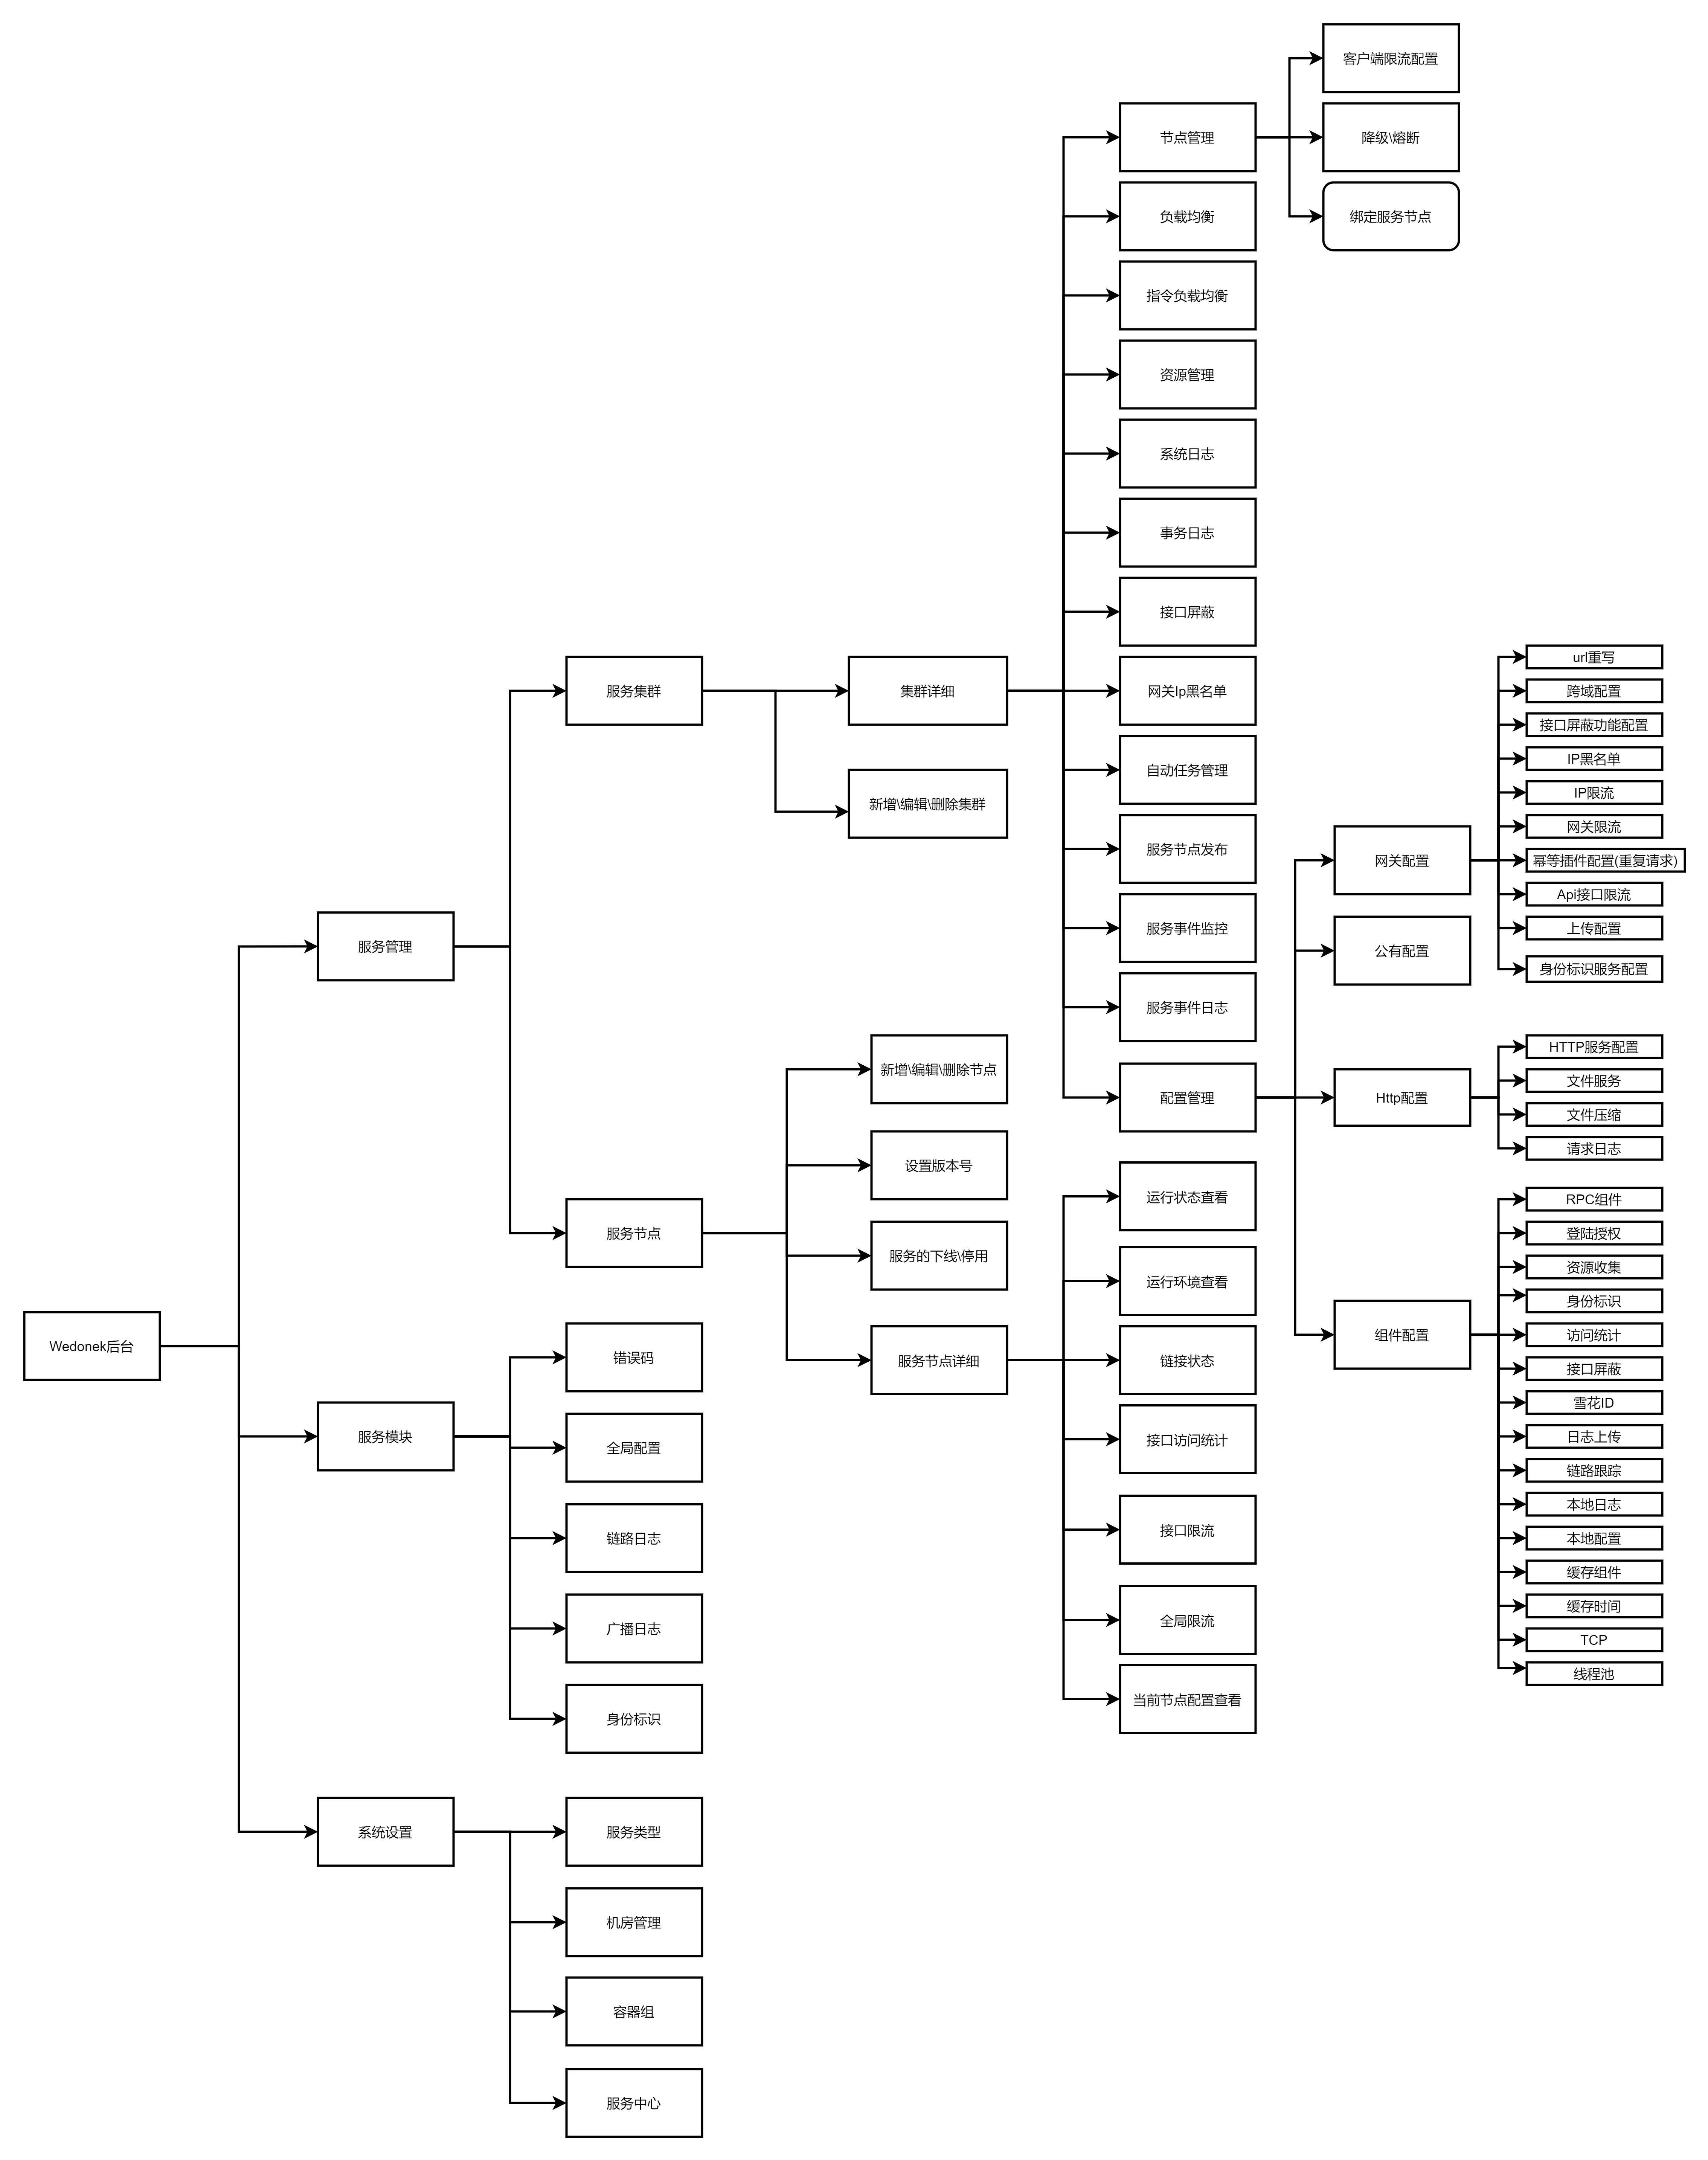 Wedonek后台
服务管理
服务集群
集群详细
节点管理
客户端限流配置
降级\熔断
绑定服务节点
负载均衡
指令负载均衡
资源管理
系统日志
事务日志
接口屏蔽
网关Ip黑名单
自动任务管理
服务节点发布
服务事件监控
服务事件日志
配置管理
网关配置
url重写
跨域配置
接口屏蔽功能配置
IP黑名单
IP限流
网关限流
幂等插件配置(重复请求)
Api接口限流
上传配置
身份标识服务配置
公有配置
Http配置
HTTP服务配置
文件服务
文件压缩
请求日志
组件配置
RPC组件
登陆授权
资源收集
身份标识
访问统计
接口屏蔽
雪花ID
日志上传
链路跟踪
本地日志
本地配置
缓存组件
缓存时间
TCP
线程池
新增\编辑\删除集群
服务节点
新增\编辑\删除节点
设置版本号
服务的下线\停用
服务节点详细
运行状态查看
运行环境查看
链接状态
接口访问统计
接口限流
全局限流
当前节点配置查看
服务模块
错误码
全局配置
链路日志
广播日志
身份标识
系统设置
服务类型
机房管理
容器组
服务中心